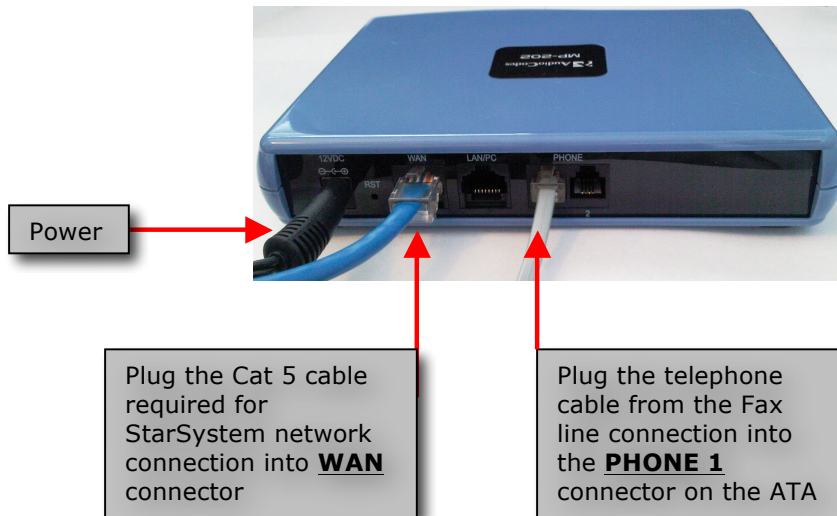 AudioCodes
MP-202
12VDC
WAN
LAN/PC
PHONE
RST
2
Power
Plug the Cat 5 cable
required for
StarSystem network
connection into WAN
connector
Plug the telephone
cable from the Fax
line connection into
the PHONE 1
connector on the ATA